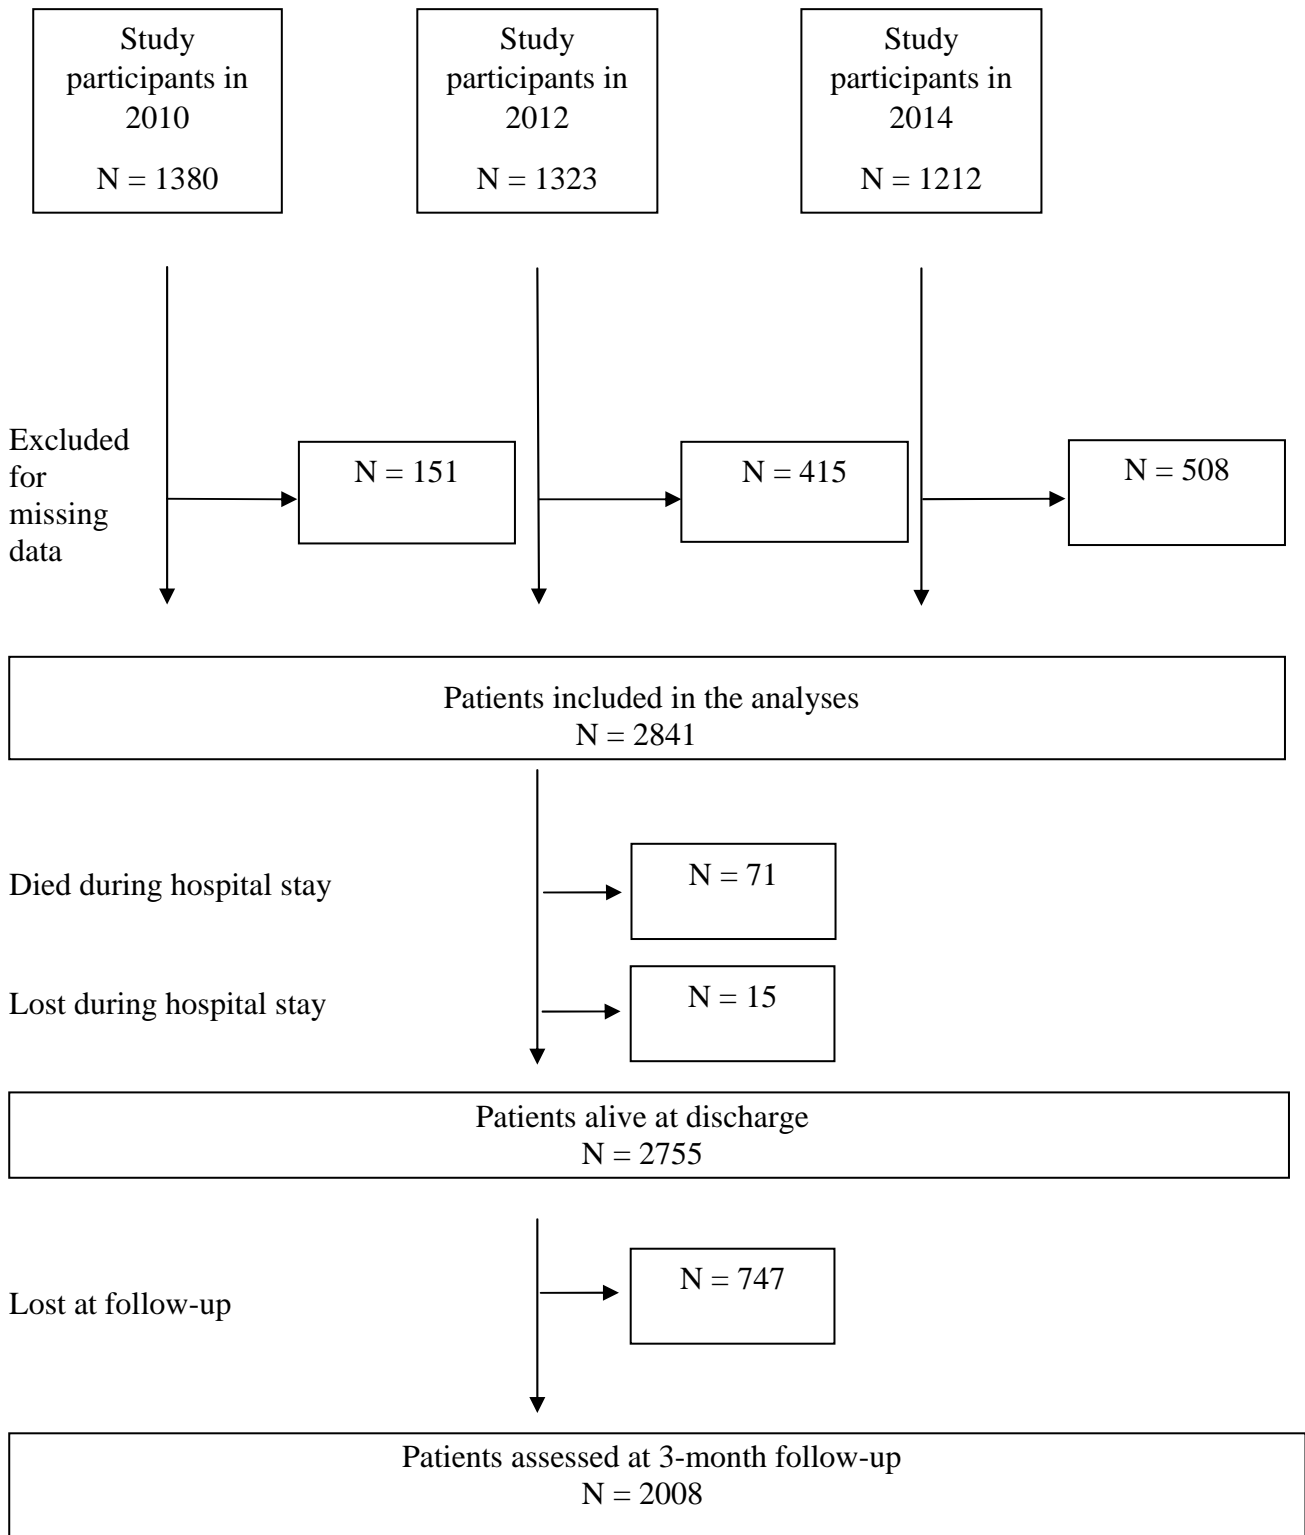 Study
participants in
2010
N = 1380
Study
participants in
2012
N = 1323
Study
participants in
2014
N = 1212
Excluded
for
missing
data
N = 151
N = 415
N = 508
Patients included in the analyses
N = 2841
Died during hospital stay
N = 71
Lost during hospital stay
N = 15
Patients alive at discharge
N = 2755
Lost at follow-up
N = 747
Patients assessed at 3-month follow-up
N = 2008